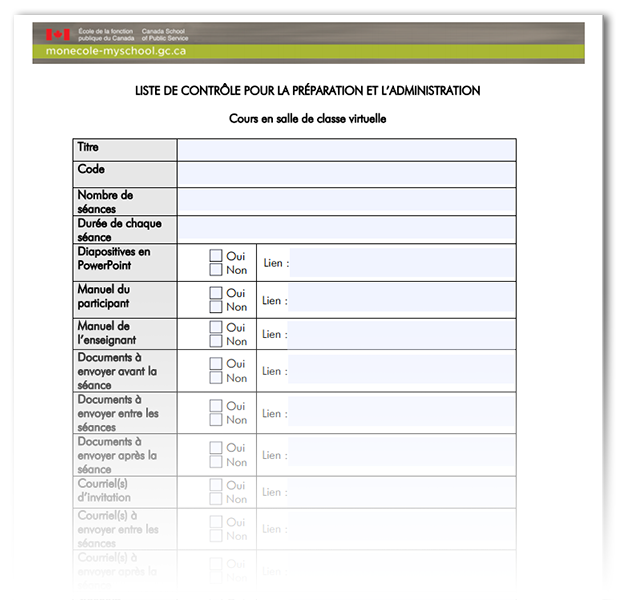 École de la fonction Canada School
publique du Canada of Public Service
monecole-myschool.gc.ca
LISTE DE CONTRÔLE POUR LA PRÉPARATION ET L'ADMINISTRATION
Cours en salle de classe virtuelle
Titre
Code
Nombre de
séances
Durée de chaque
séance
Diapositives en
PowerPoint
Oui
Non
Lien :
Manuel du
participant
Oui
Non
Lien :
Manuel de
l'enseignant
Oui
Non
Lien :
Documents à
envoyer avant la
séance
Oui
Non
Lien :
Documents à
envoyer entre les
séances
Oui
Non
Lien :
Documents à
envoyer après la
séance
Oui
Non
Lien :
Courriel(s)
d'invitation
Oui
Non
Lien :
Courriel(s) à
envoyer entre les
séances
Oui
Non
Lien :
Courriel(s) à
envoyer après la
séance
Oui
Non
Lien :